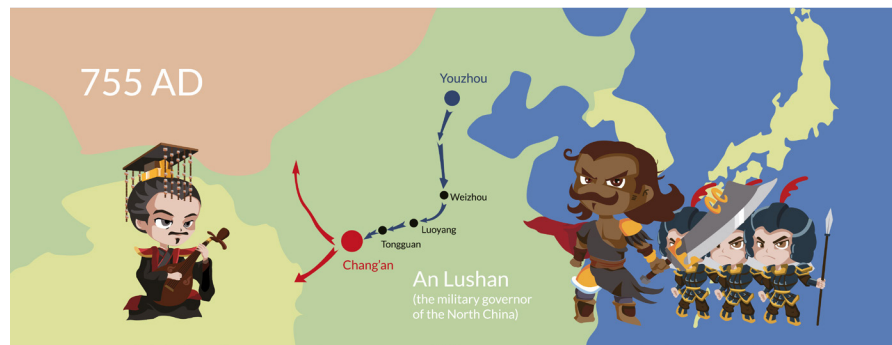 755 AD
Youzhou
Weizhou
Luoyang
Tongguan
Chang'an
An Lushan
(the military governor
of the North China)